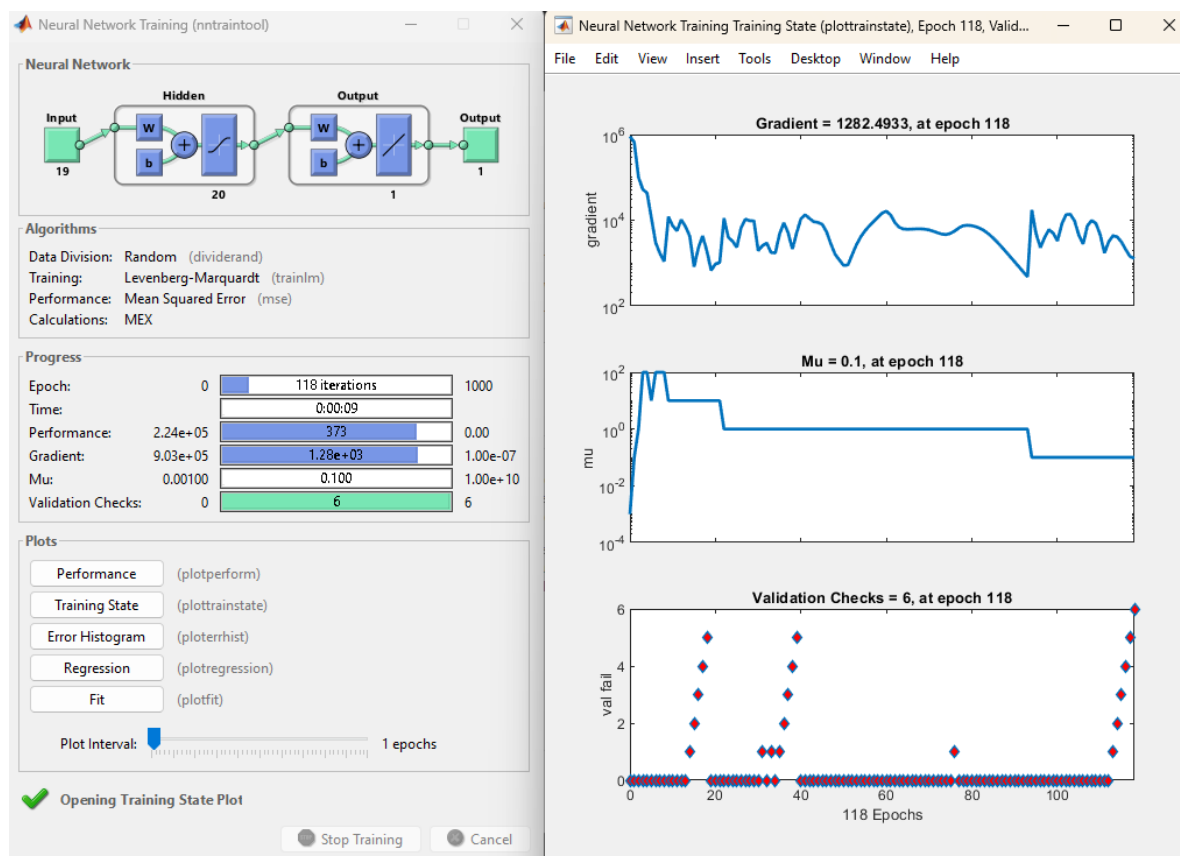 Neural Network Training (nntraintool)
Neural Network
Hidden
Output
Input
Output
W
b
W
b
19
20
1
1
Algorithms
Data Division: Random (dividerand)
Training: Levenberg-Marquardt (trainlm)
Performance: Mean Squared Error (mse)
Calculations: MEX
Progress
Epoch: 0 118 iterations 1000
Time: 0:00:09
Performance: 2.24e+05 373 0.00
Gradient: 9.03e+05 1.28e+03 1.00e-07
Mu: 0.00100 0.100 1.00e+10
Validation Checks: 0 6 6
Plots
Performance (plotperform)
Training State (plottrainstate)
Error Histogram (ploterrhist)
Regression (plotregression)
Fit (plotfit)
Plot Interval: 1 epochs
Opening Training State Plot
Stop Training Cancel
Neural Network Training Training State (plottrainstate), Epoch 118, Valid...
File Edit View Insert Tools Desktop Window Help
Gradient = 1282.4933, at epoch 118
10^6
10^4
10^2
gradient
Mu = 0.1, at epoch 118
10^2
10^0
10^-2
10^-4
mu
Validation Checks = 6, at epoch 118
6
4
2
0
val fail
0 20 40 60 80 100
118 Epochs